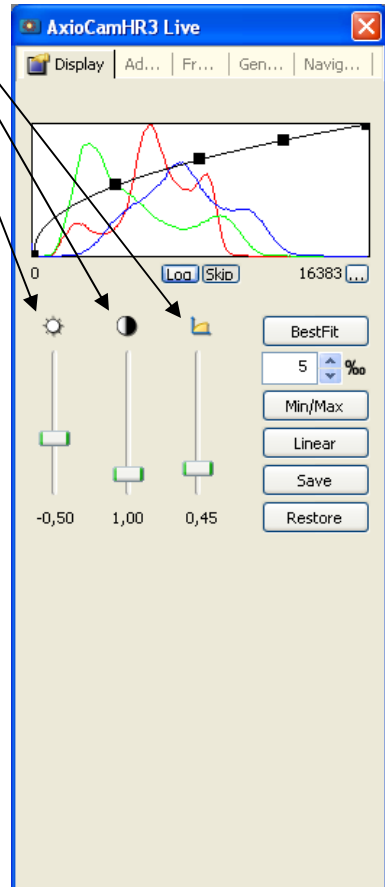 AxioCamHR3 Live
Display Ad... Fr... Gen... Navig...
0 Log Skip 16383 ...
BestFit
5 ‰
Min/Max
Linear
Save
-0,50 1,00 0,45 Restore